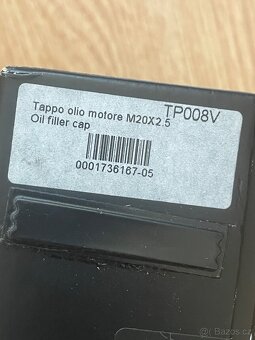 TP008V
Tappo olio motore M20X2.5
Oil filler cap
0001736167-05
© Bazos.cz